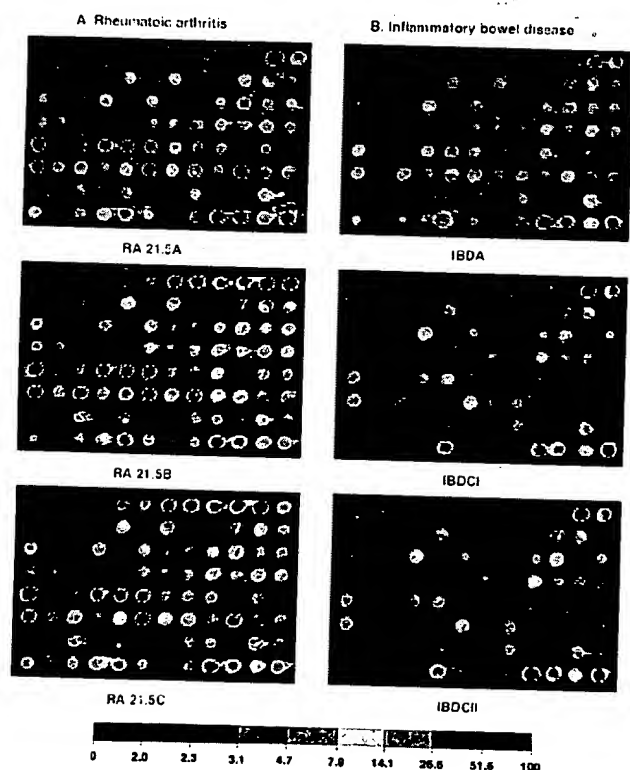 A. Rheumatoid arthritis
B. Inflammatory bowel disease
RA 21.5A
IBDA
RA 21.5B
IBDCI
RA 21.5C
IBDCII
0 2.0 2.3 3.1 4.7 7.8 14.1 26.6 51.6 100